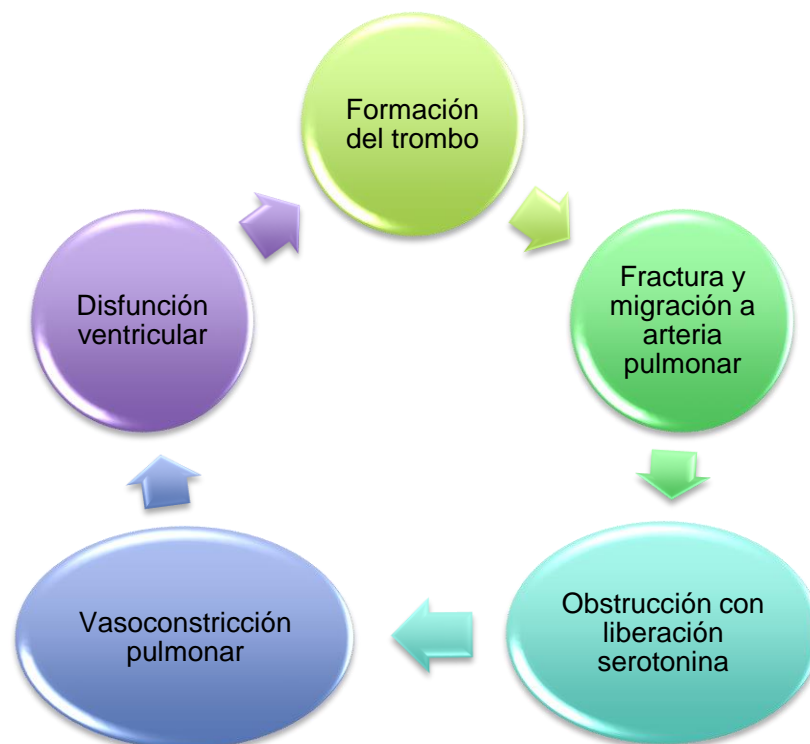 Formación
del trombo
Fractura y
migración a
arteria
pulmonar
Obstrucción con
liberación
serotonina
Vasoconstricción
pulmonar
Disfunción
ventricular